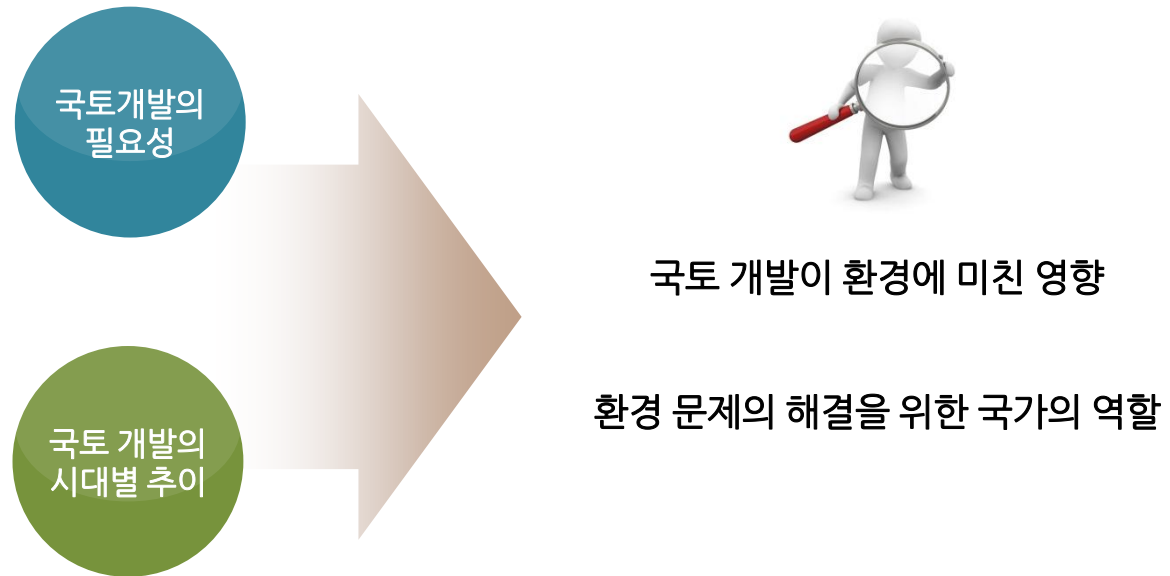 국토개발의
필요성
국토 개발의
시대별 추이
국토 개발이 환경에 미친 영향
환경 문제의 해결을 위한 국가의 역할